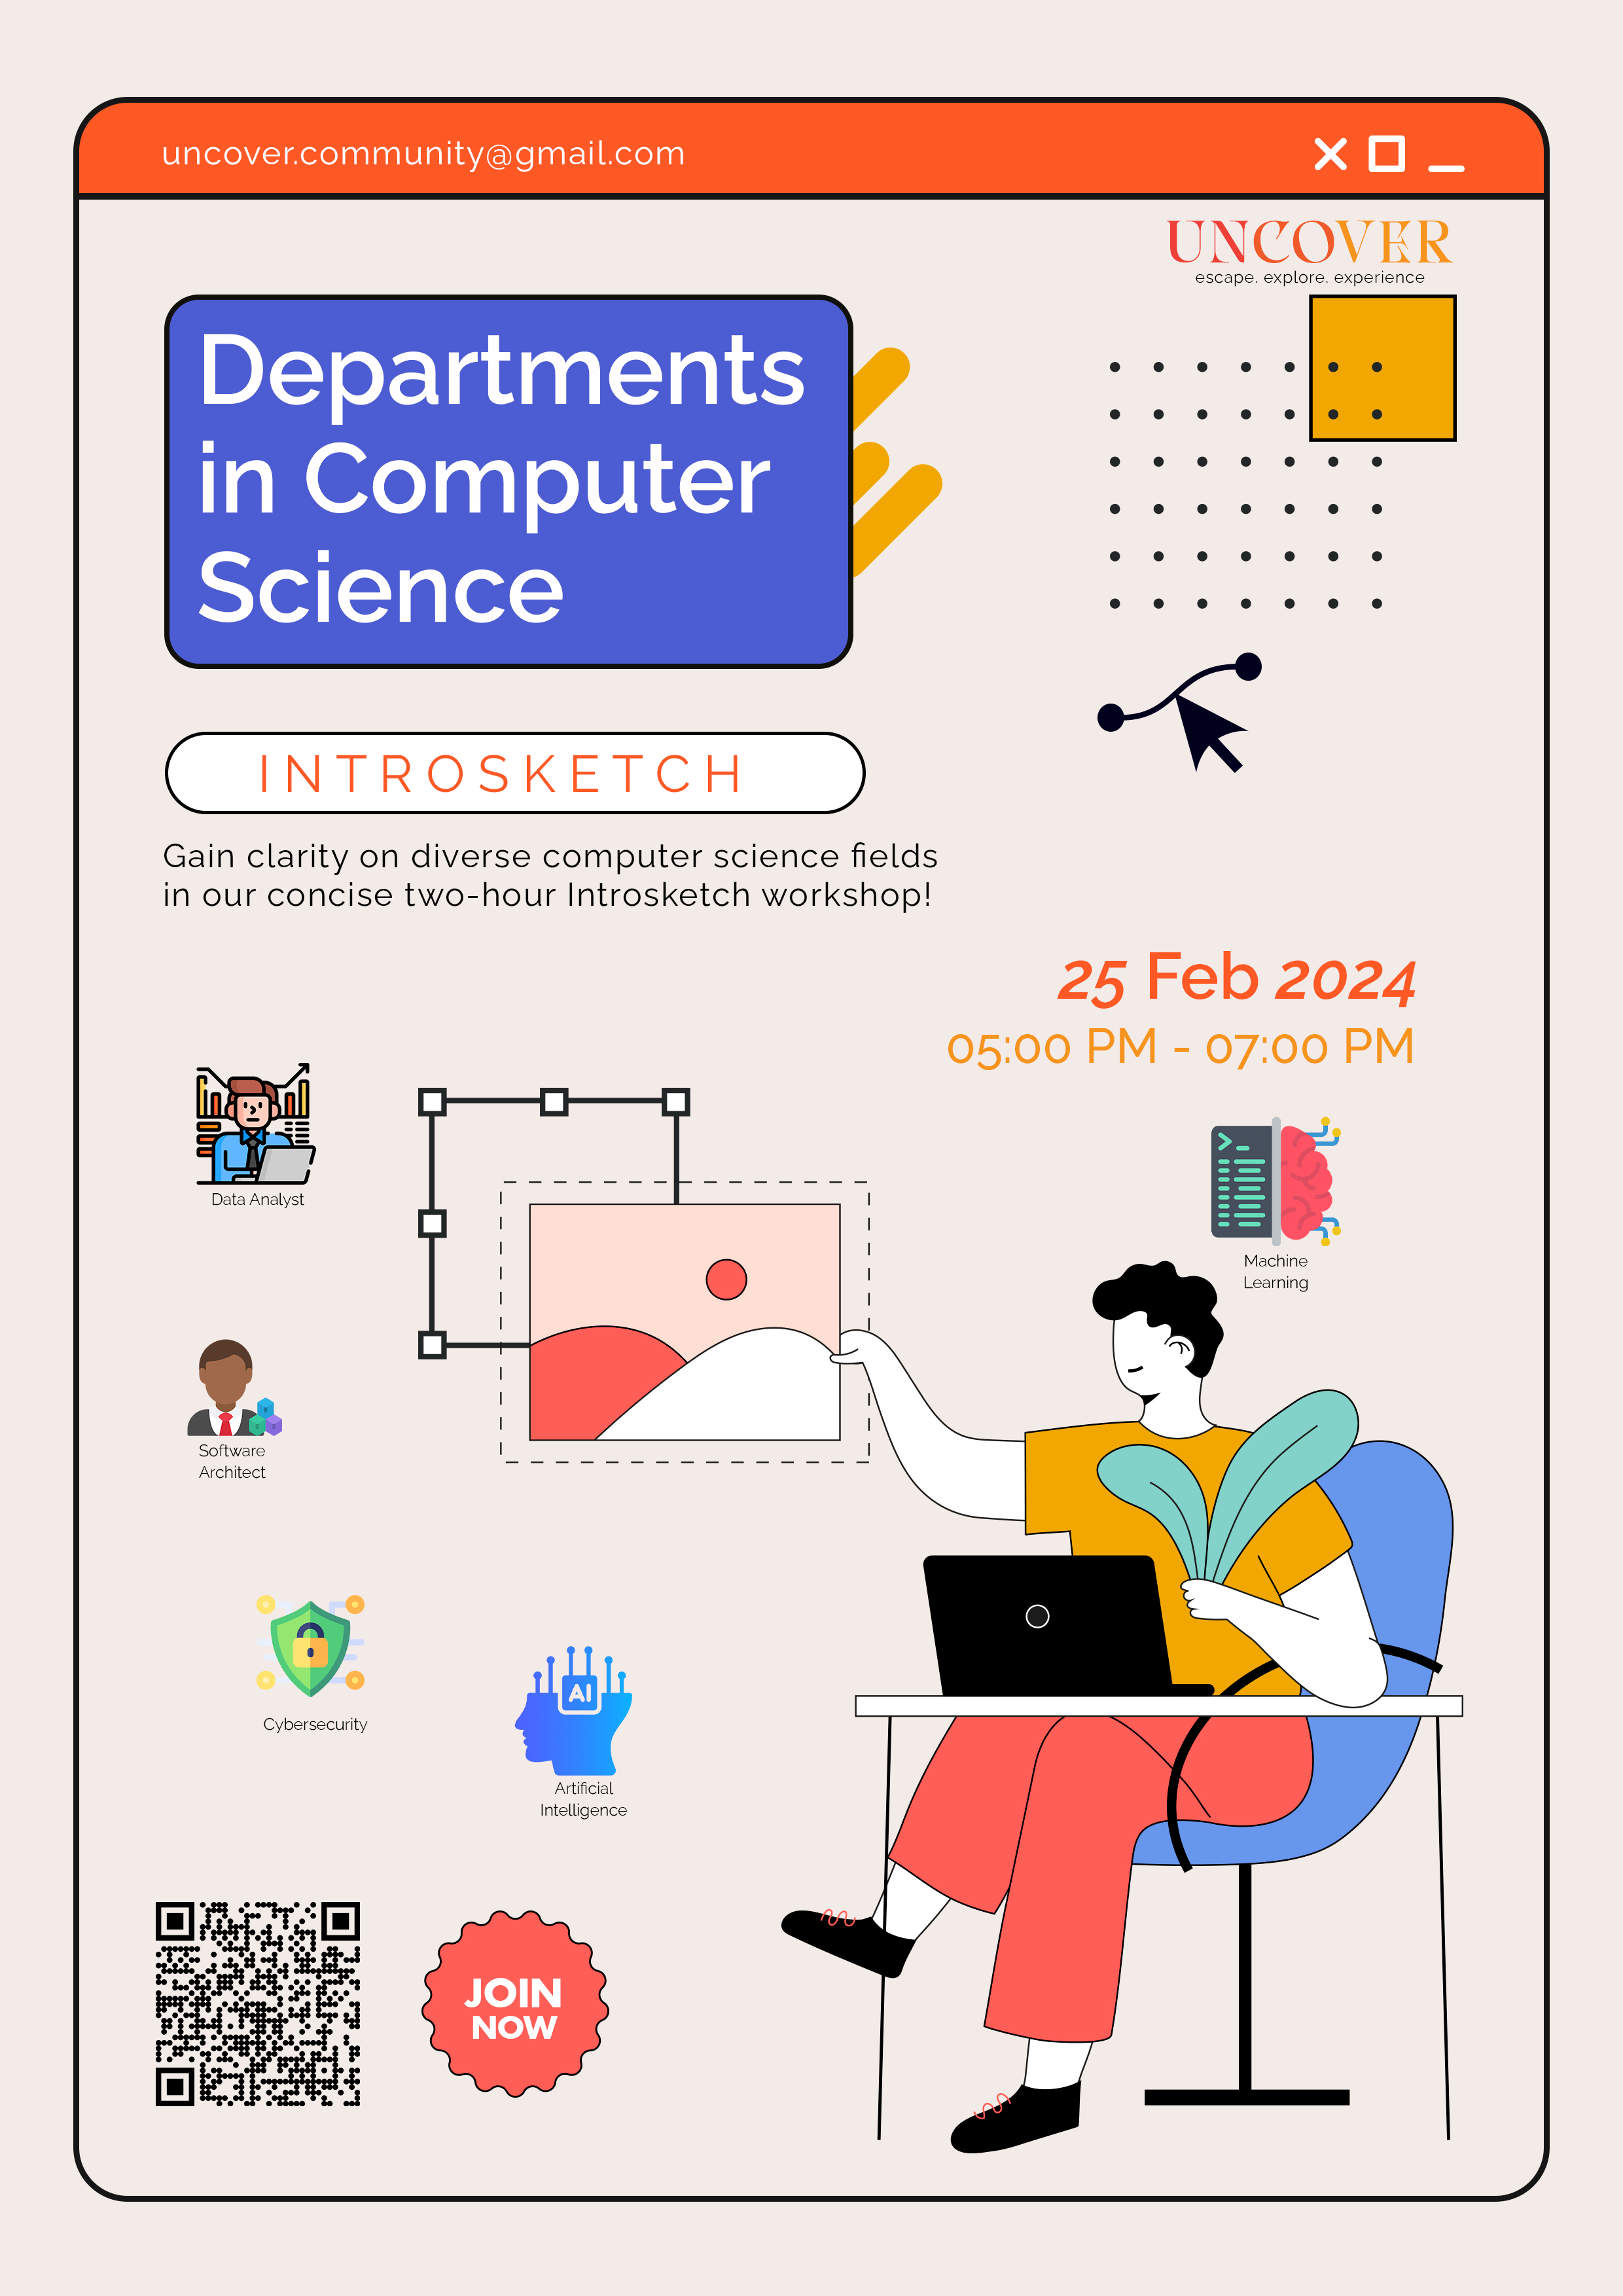 uncover.community@gmail.com
UNCOVER
escape. explore. experience
Departments
in Computer
Science
INTROSKETCH
Gain clarity on diverse computer science fields
in our concise two-hour Introsketch workshop!
25 Feb 2024
05:00 PM - 07:00 PM
Data Analyst
Machine
Learning
Software
Architect
Cybersecurity
AI
Artificial
Intelligence
JOIN
NOW